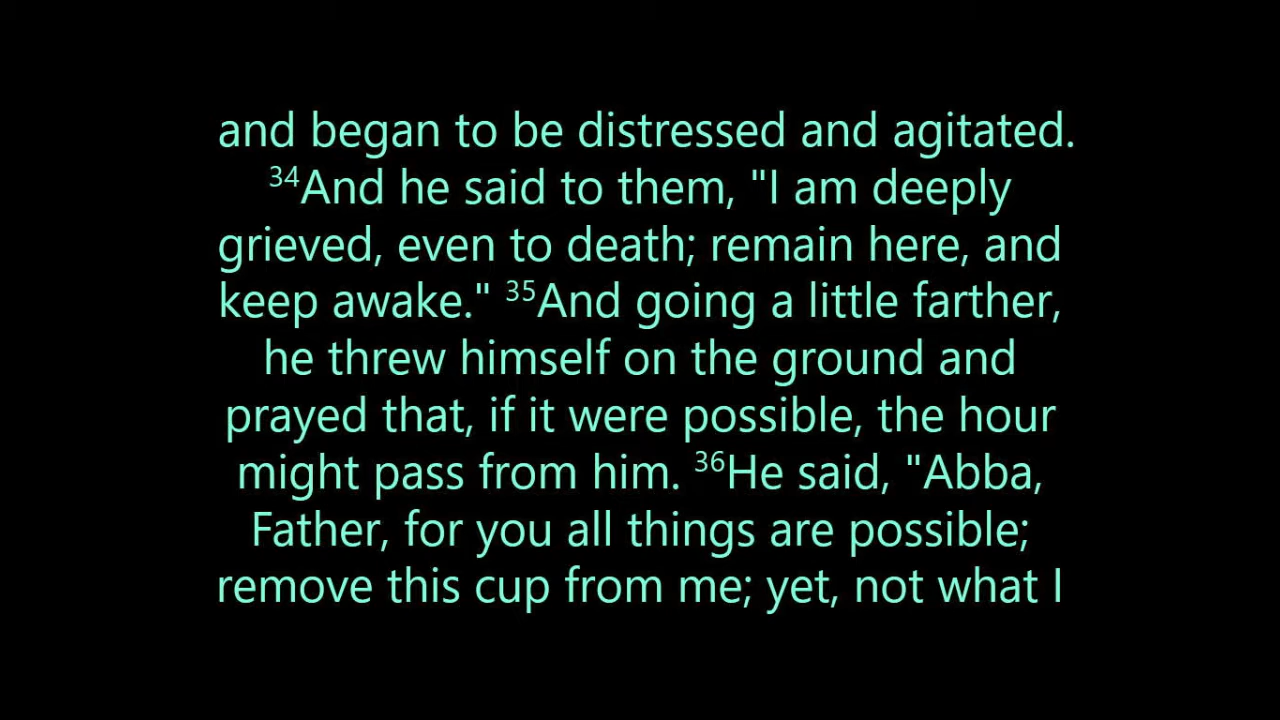 and began to be distressed and agitated.
³⁴And he said to them, "I am deeply
grieved, even to death; remain here, and
keep awake." ³⁵And going a little farther,
he threw himself on the ground and
prayed that, if it were possible, the hour
might pass from him. ³⁶He said, "Abba,
Father, for you all things are possible;
remove this cup from me; yet, not what I